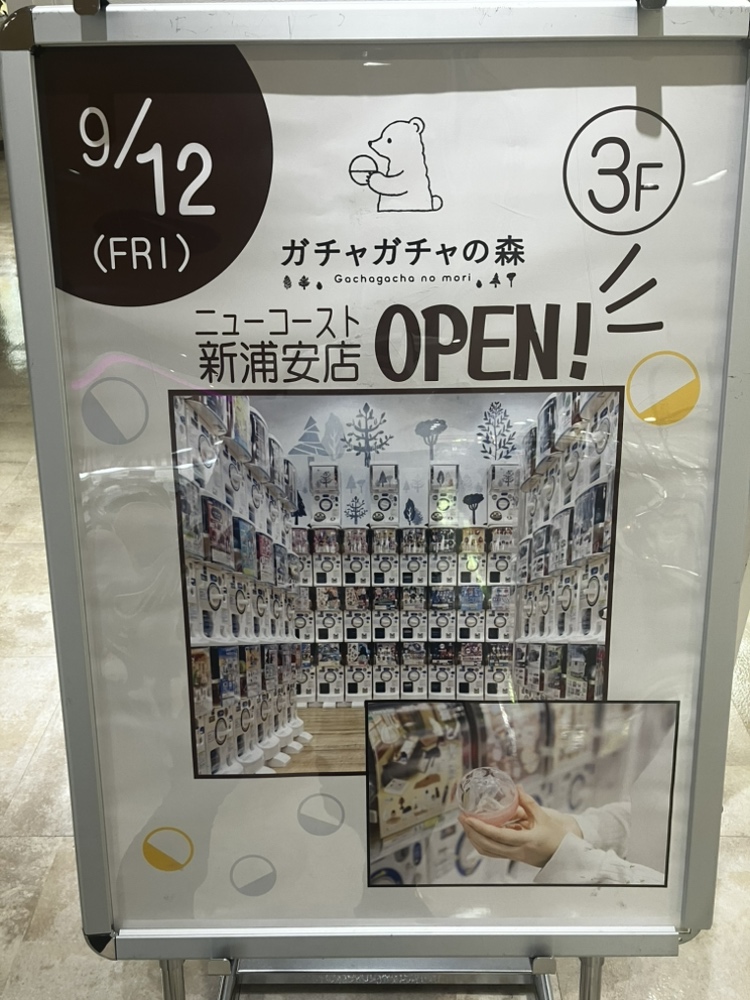 9/12
(FRI)
3F
ガチャガチャの森
Gachagacha no mori
ニューコースト
新浦安店
OPEN!